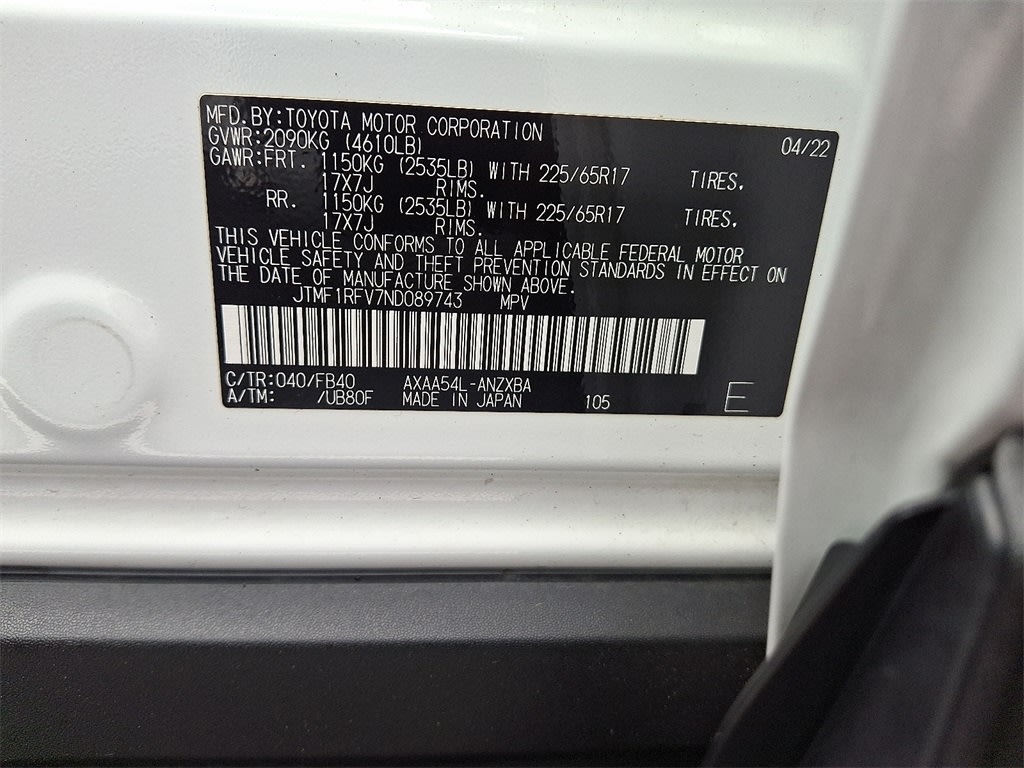 MFD.BY:TOYOTA MOTOR CORPORATION 04/22
GVWR:2090KG (4610LB)
GAWR:FRT. 1150KG (2535LB) WITH 225/65R17 TIRES,
17X7J RIMS.
RR. 1150KG (2535LB) WITH 225/65R17 TIRES,
17X7J RIMS.
THIS VEHICLE CONFORMS TO ALL APPLICABLE FEDERAL MOTOR
VEHICLE SAFETY AND THEFT PREVENTION STANDARDS IN EFFECT ON
THE DATE OF MANUFACTURE SHOWN ABOVE.
JTMF1RFV7ND089743 MPV
C/TR:040/FB40 AXAA54L-ANZXBA
A/TM: /UB80F MADE IN JAPAN 105 E